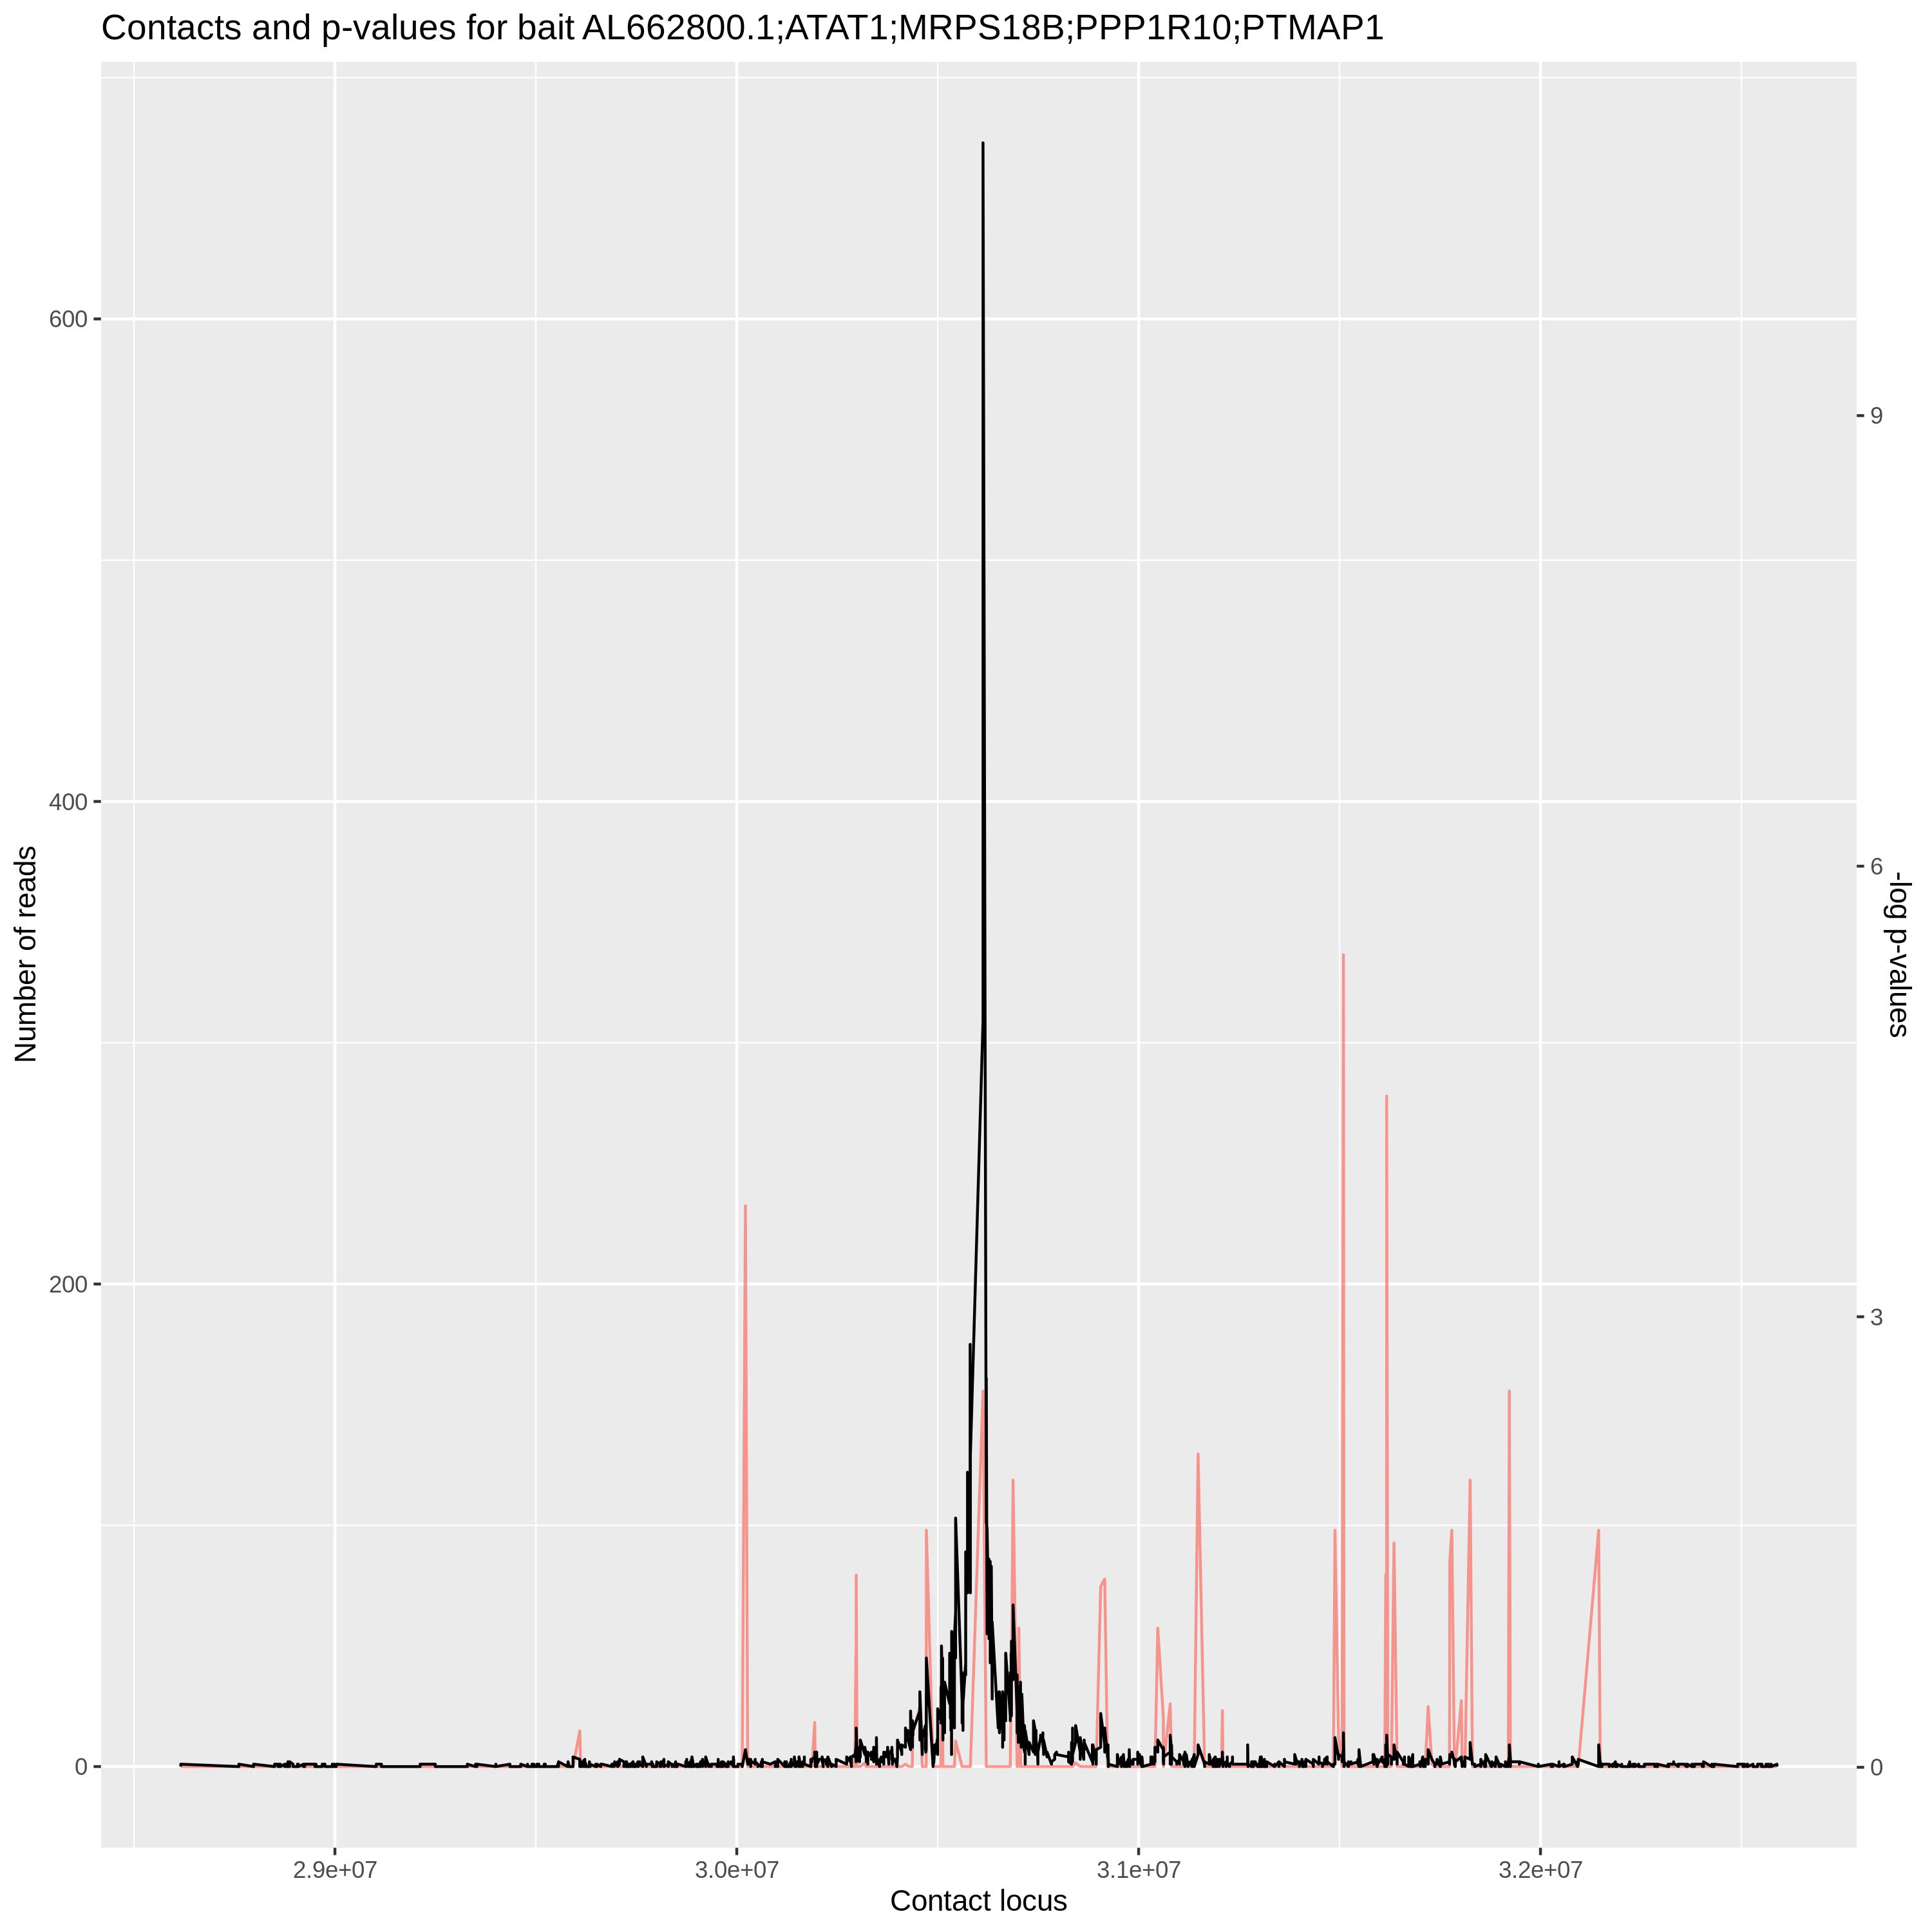 Contacts and p-values for bait AL662800.1;ATAT1;MRPS18B;PPP1R10;PTMAP1
600
400
200
0
Number of reads
9
6
3
0
-log p-values
2.9e+07 3.0e+07 3.1e+07 3.2e+07
Contact locus